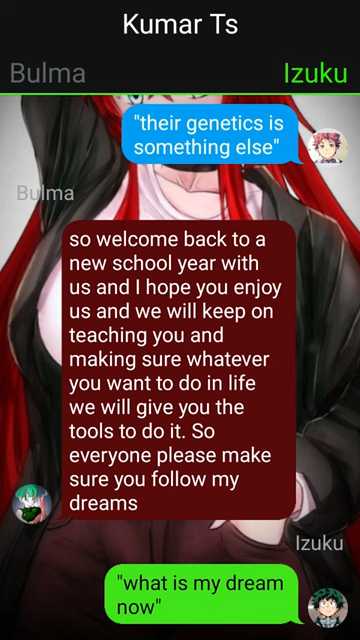 Kumar Ts
Bulma Izuku
"their genetics is
something else"
Bulma
so welcome back to a
new school year with
us and I hope you enjoy
us and we will keep on
teaching you and
making sure whatever
you want to do in life
we will give you the
tools to do it. So
everyone please make
sure you follow my
dreams
Izuku
"what is my dream
now"